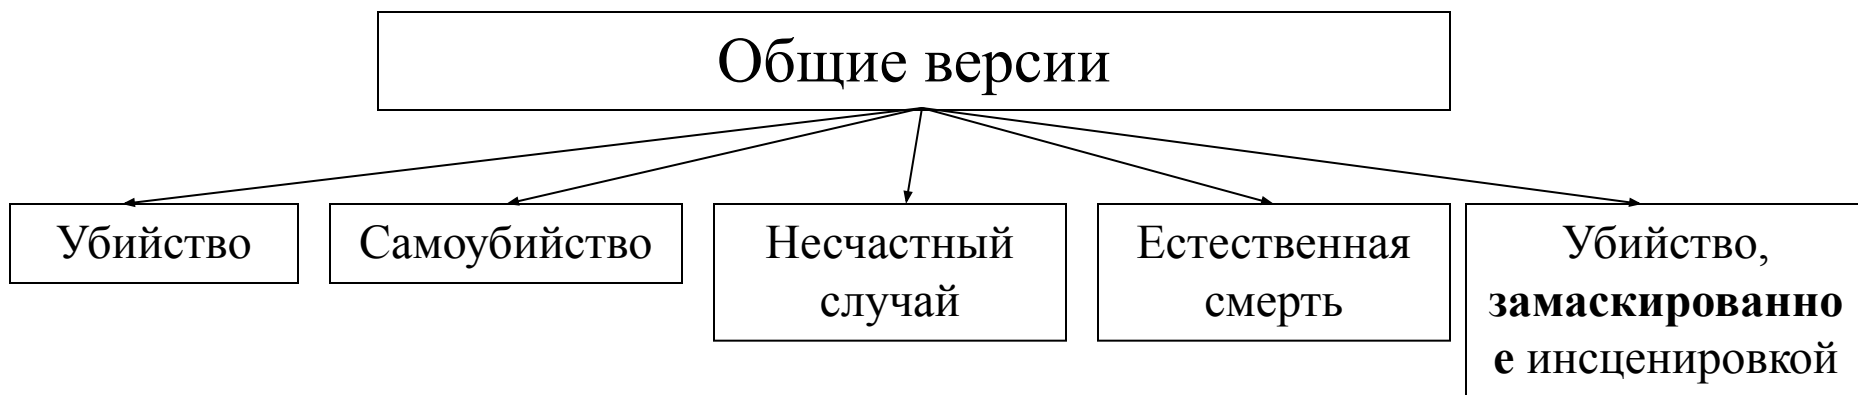 Общие версии
Убийство
Самоубийство
Несчастный
случай
Естественная
смерть
Убийство,
замаскированно
е инсценировкой